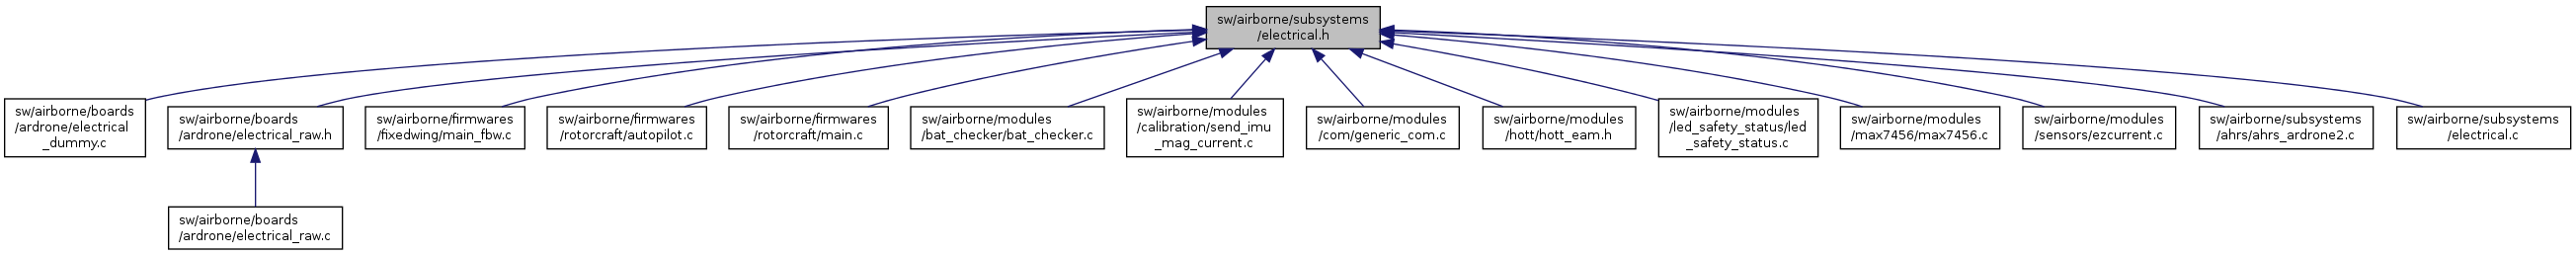 sw/airborne/subsystems
/electrical.h
sw/airborne/boards
/ardrone/electrical
_dummy.c
sw/airborne/boards
/ardrone/electrical_raw.h
sw/airborne/firmwares
/fixedwing/main_fbw.c
sw/airborne/firmwares
/rotorcraft/autopilot.c
sw/airborne/firmwares
/rotorcraft/main.c
sw/airborne/modules
/bat_checker/bat_checker.c
sw/airborne/modules
/calibration/send_imu
_mag_current.c
sw/airborne/modules
/com/generic_com.c
sw/airborne/modules
/hott/hott_eam.h
sw/airborne/modules
/led_safety_status/led
_safety_status.c
sw/airborne/modules
/max7456/max7456.c
sw/airborne/modules
/sensors/ezcurrent.c
sw/airborne/subsystems
/ahrs/ahrs_ardrone2.c
sw/airborne/subsystems
/electrical.c
sw/airborne/boards
/ardrone/electrical_raw.c